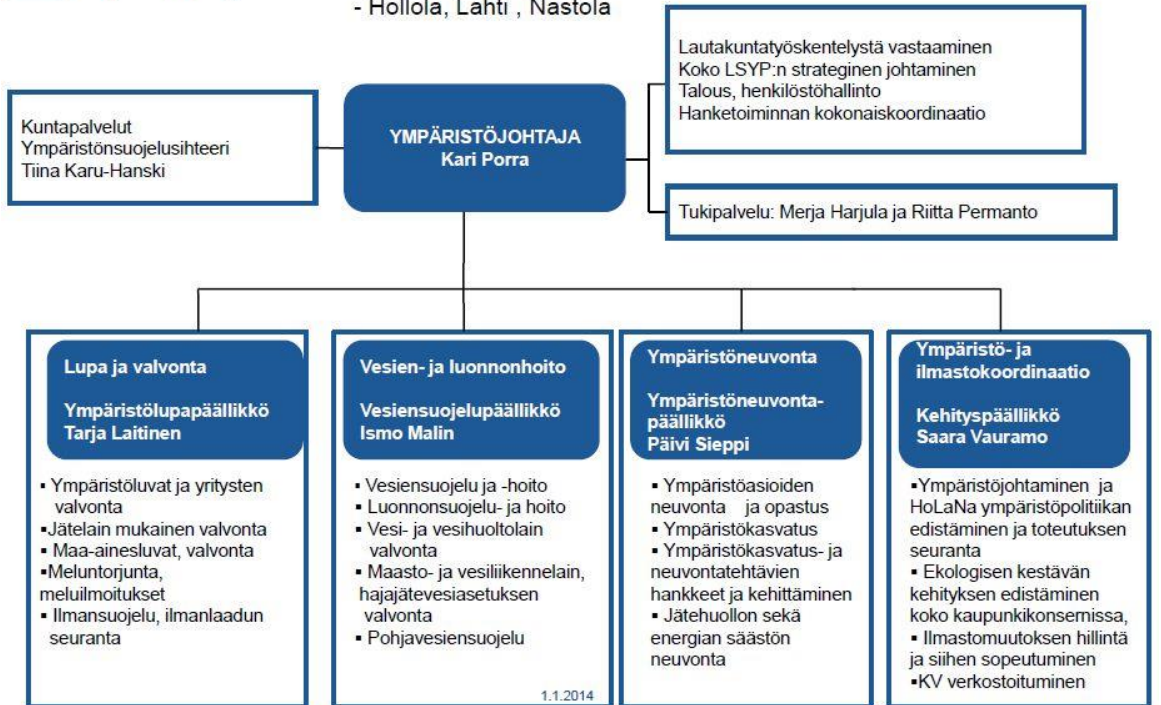 - Hollola, Lahti , Nastola
Kuntapalvelut
Ympäristönsuojelusihteeri
Tiina Karu-Hanski
YMPÄRISTÖJOHTAJA
Kari Porra
Lautakuntatyöskentelystä vastaaminen
Koko LSYP:n strateginen johtaminen
Talous, henkilöstöhallinto
Hanketoiminnan kokonaiskoordinaatio
Tukipalvelu: Merja Harjula ja Riitta Permanto
Lupa ja valvonta
Ympäristölupapäällikkö
Tarja Laitinen
▪ Ympäristöluvat ja yritysten
valvonta
▪Jätelain mukainen valvonta
▪ Maa-ainesluvat, valvonta
▪Meluntorjunta,
meluilmoitukset
▪ Ilmansuojelu, ilmanlaadun
seuranta
Vesien- ja luonnonhoito
Vesiensuojelupäällikkö
Ismo Malin
▪ Vesiensuojelu ja -hoito
▪ Luonnonsuojelu- ja hoito
▪ Vesi- ja vesihuoltolain
valvonta
▪ Maasto- ja vesiliikennelain,
hajajätevesiasetuksen
valvonta
▪ Pohjavesiensuojelu
1.1.2014
Ympäristöneuvonta
Ympäristöneuvonta-
päällikkö
Päivi Sieppi
▪ Ympäristöasioiden
neuvonta ja opastus
▪ Ympäristökasvatus
▪ Ympäristökasvatus- ja
neuvontatehtävien
hankkeet ja kehittäminen
▪ Jätehuollon sekä
energian säästön
neuvonta
Ympäristö- ja
ilmastokoordinaatio
Kehityspäällikkö
Saara Vauramo
▪Ympäristöjohtaminen ja
HoLaNa ympäristöpolitiikan
edistäminen ja toteutuksen
seuranta
▪ Ekologisen kestävän
kehityksen edistäminen
koko kaupunkikonsernissa,
▪ Ilmastomuutoksen hillintä
ja siihen sopeutuminen
▪KV verkostoituminen